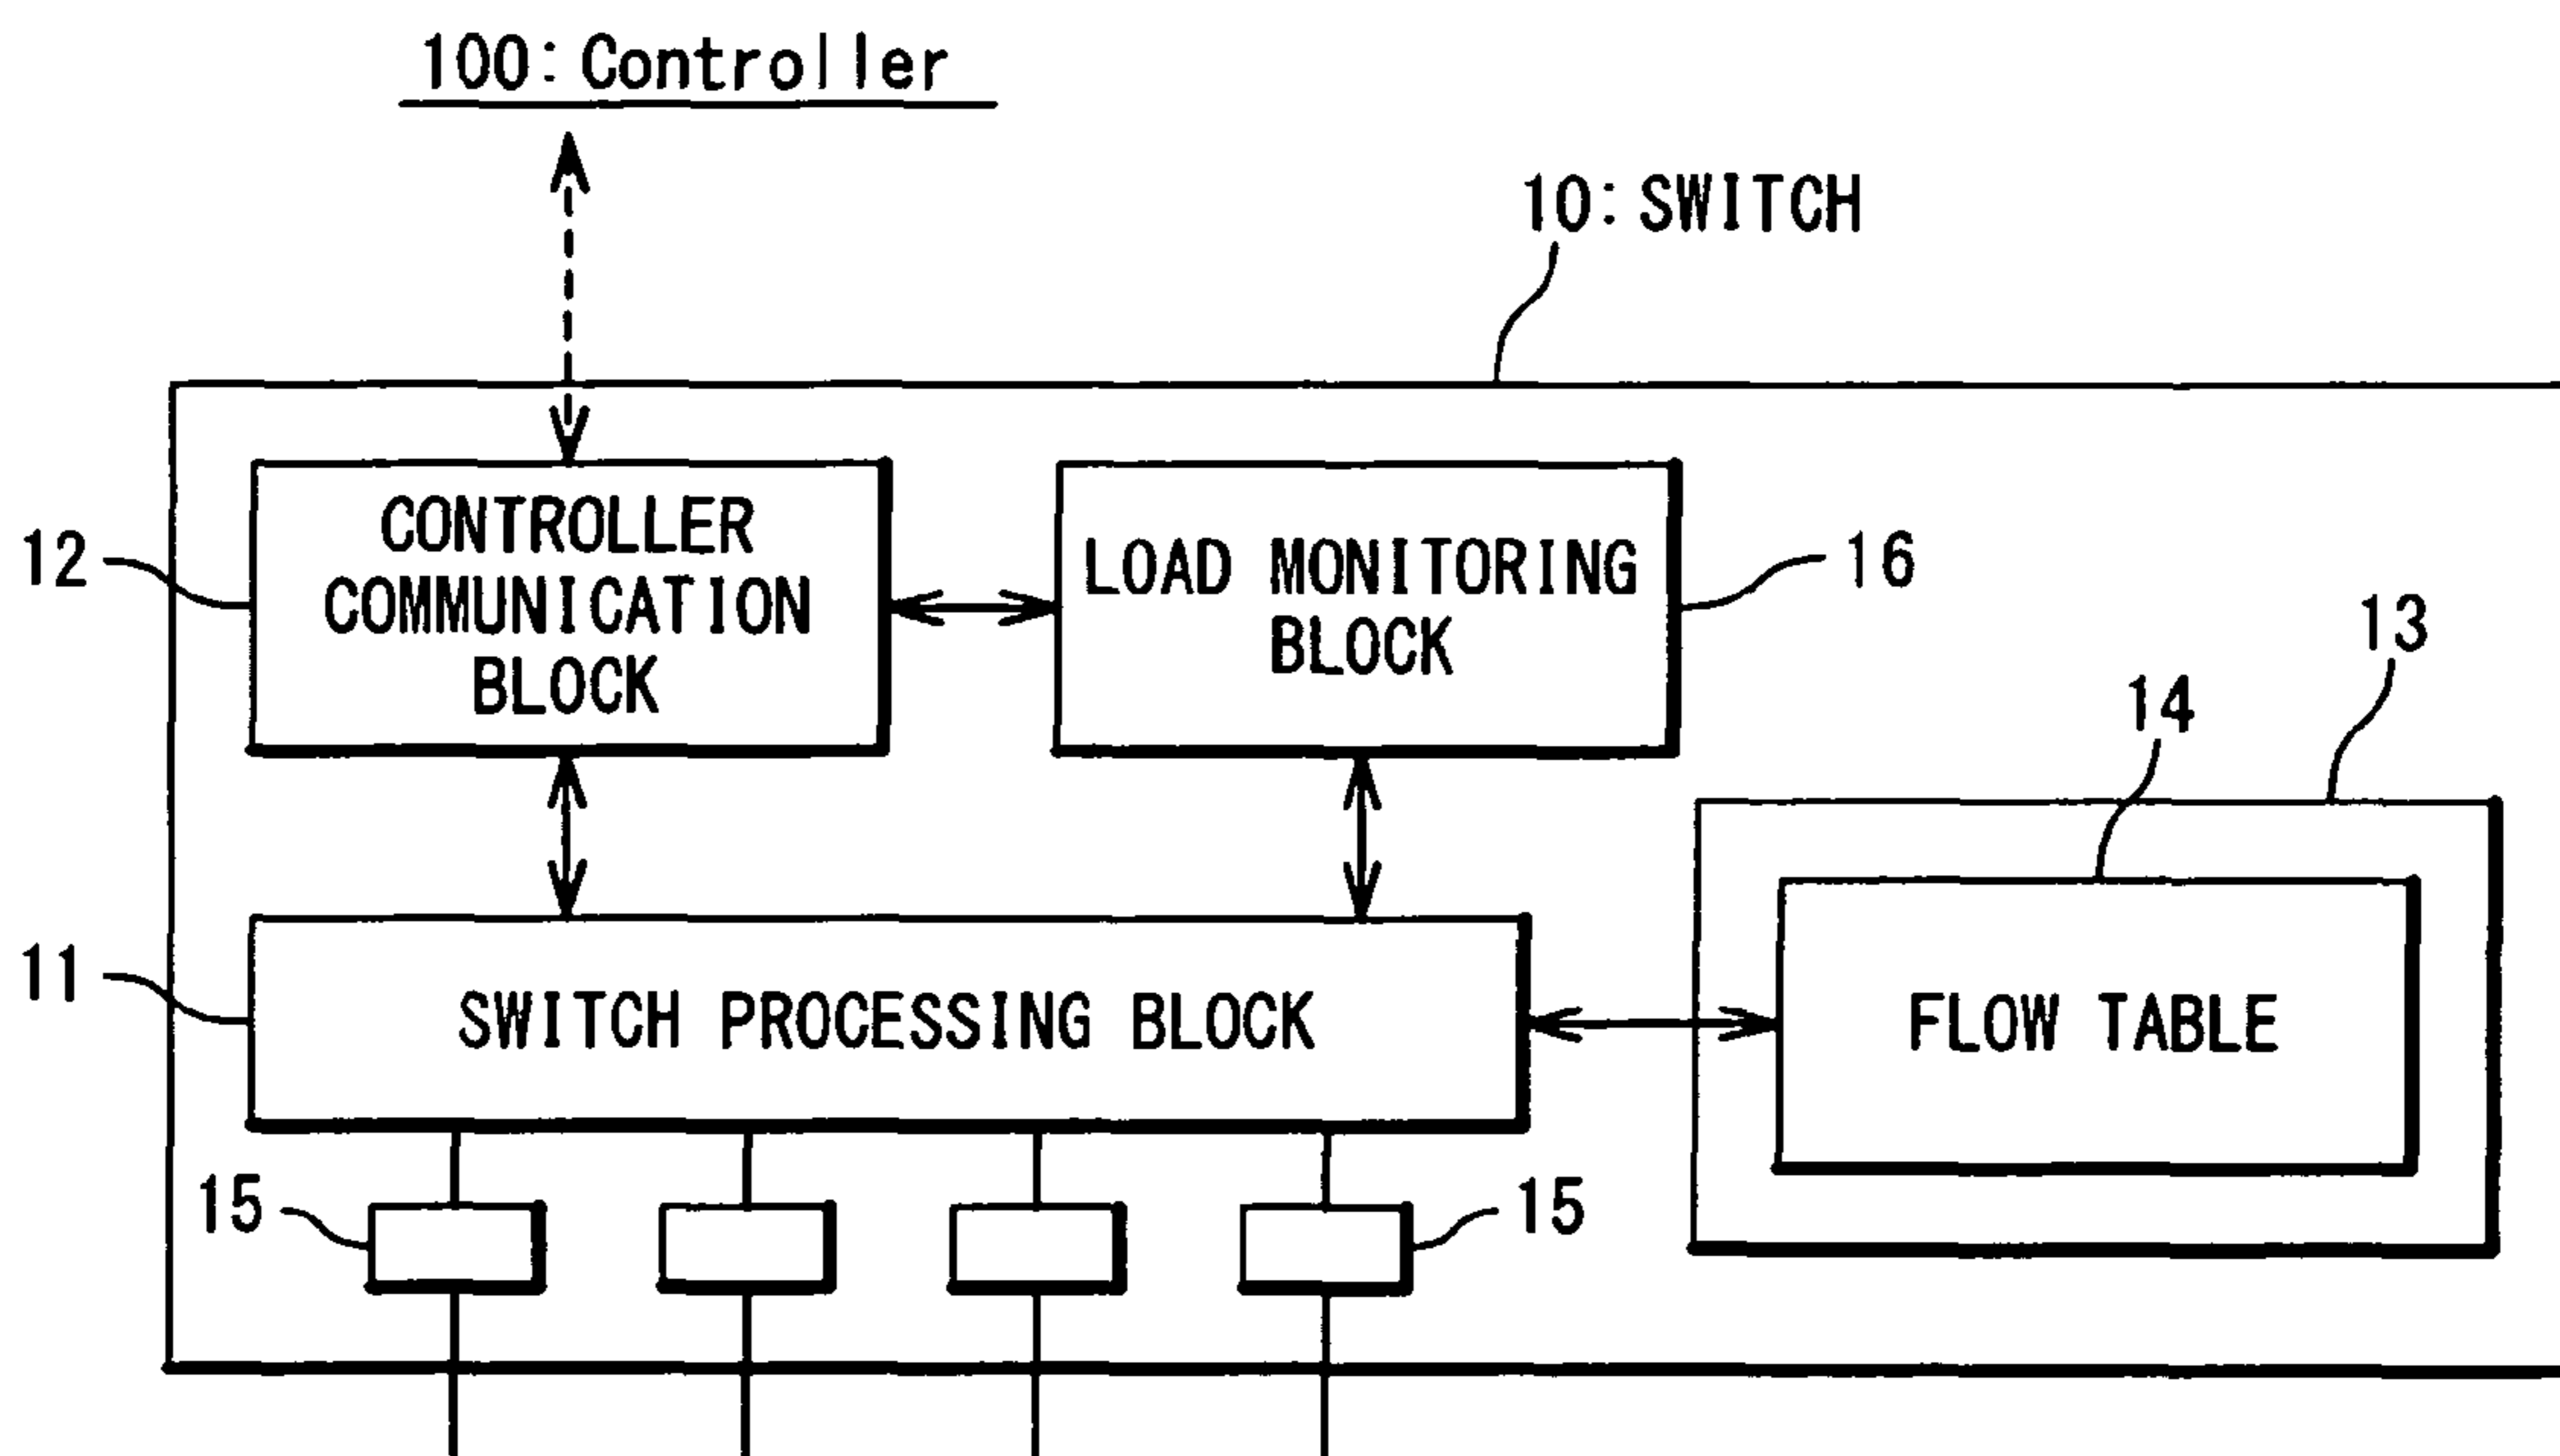 100: Controller
10: SWITCH
CONTROLLER
COMMUNICATION
BLOCK
12
LOAD MONITORING
BLOCK
16
13
14
11
SWITCH PROCESSING BLOCK
FLOW TABLE
15
15